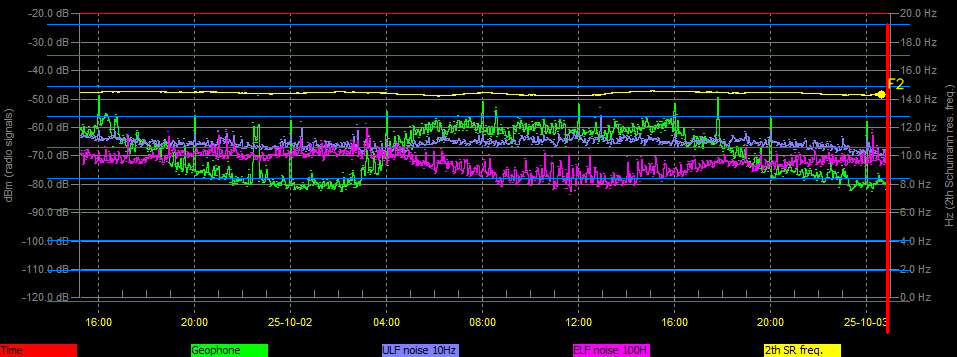 -20.0 dB 20.0 Hz
-30.0 dB 18.0 Hz
-40.0 dB 16.0 Hz
F2
-50.0 dB 14.0 Hz
-60.0 dB 12.0 Hz
-70.0 dB 10.0 Hz
-80.0 dB 8.0 Hz
-90.0 dB 6.0 Hz
-100.0 dB 4.0 Hz
-110.0 dB 2.0 Hz
-120.0 dB 0.0 Hz
dBm (radio signals)
Hz (2th Schumann res. freq.)
16:00 20:00 25-10-02 04:00 08:00 12:00 16:00 20:00 25-10-03
Time Geophone ULF noise 10Hz ELF noise 100H 2th SR freq.